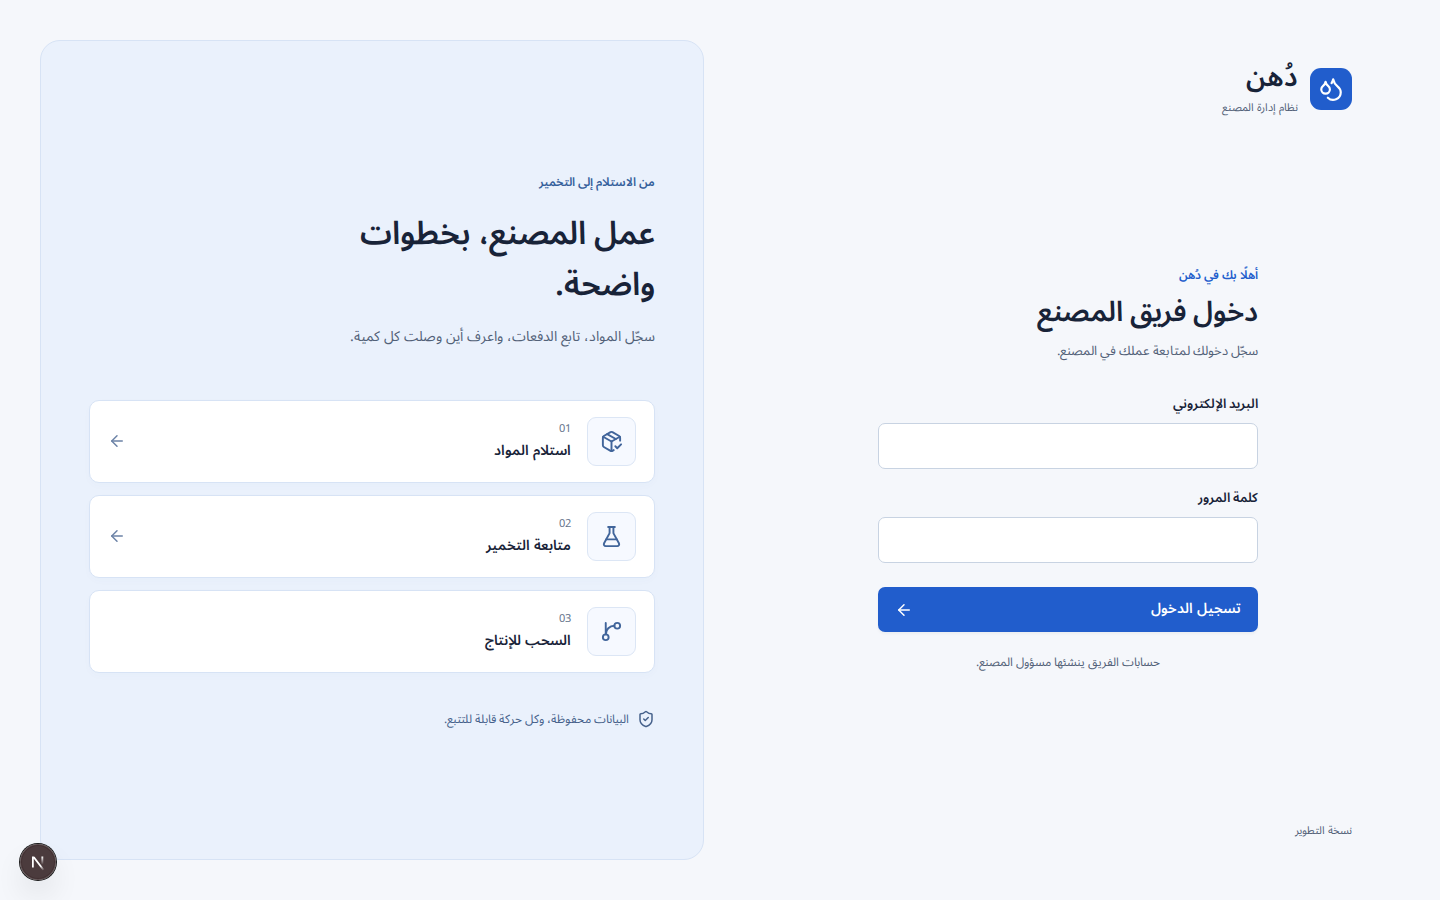 دُهن
نظام إدارة المصنع
أهلًا بك في دُهن
دخول فريق المصنع
سجّل دخولك لمتابعة عملك في المصنع.
البريد الإلكتروني
كلمة المرور
تسجيل الدخول
حسابات الفريق ينشئها مسؤول المصنع.
نسخة التطوير
من الاستلام إلى التخمير
عمل المصنع، بخطوات
واضحة.
سجّل المواد، تابع الدفعات، واعرف أين وصلت كل كمية.
01
استلام المواد
02
متابعة التخمير
03
السحب للإنتاج
البيانات محفوظة، وكل حركة قابلة للتتبع.
N